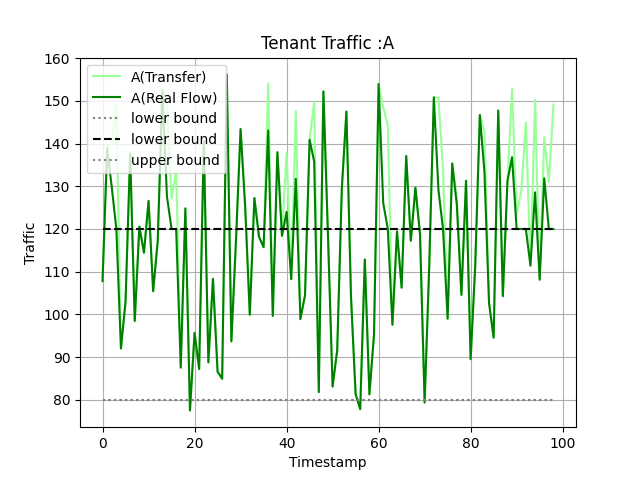 Tenant Traffic :A
A(Transfer)
A(Real Flow)
lower bound
lower bound
upper bound
Traffic
160
150
140
130
120
110
100
90
80
0 20 40 60 80 100
Timestamp